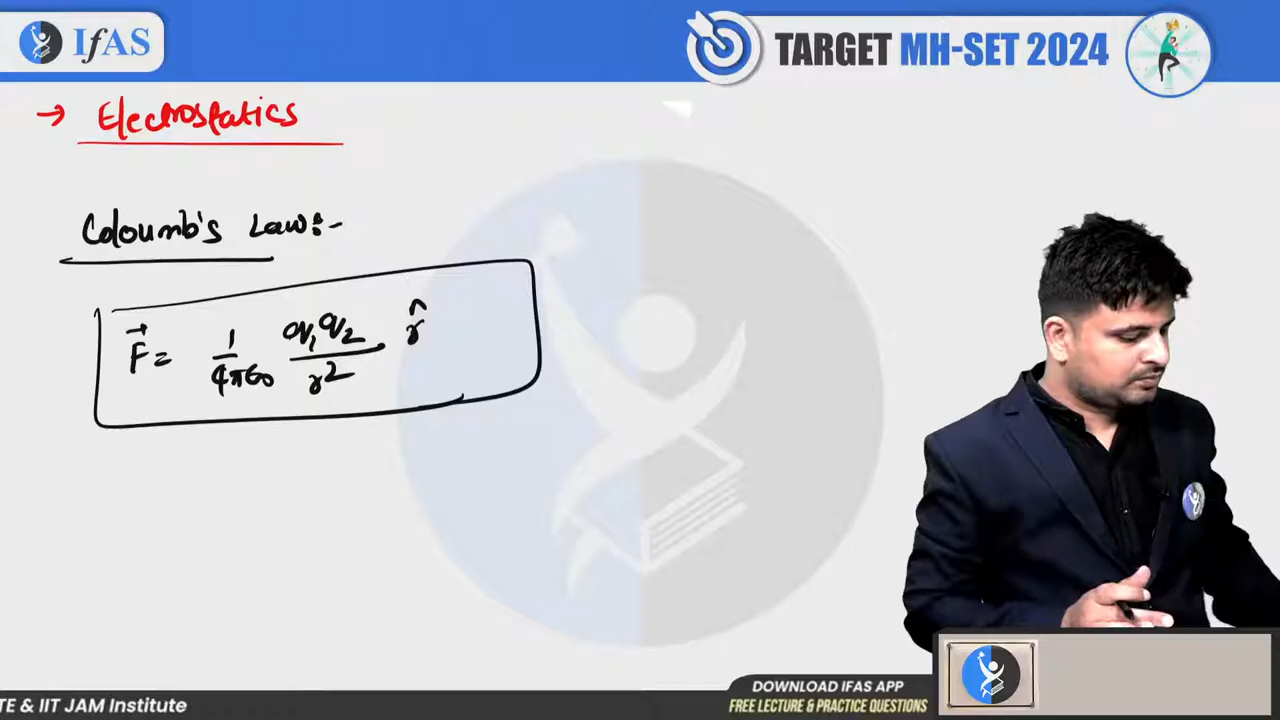 IfAS
TARGET MH-SET 2024
→ Electrostatics
Coloumb's Law:-
F⃗ = 1/4πε₀ q₁q₂/r² r̂
DOWNLOAD IFAS APP
FREE LECTURE & PRACTICE QUESTIONS
TE & IIT JAM Institute